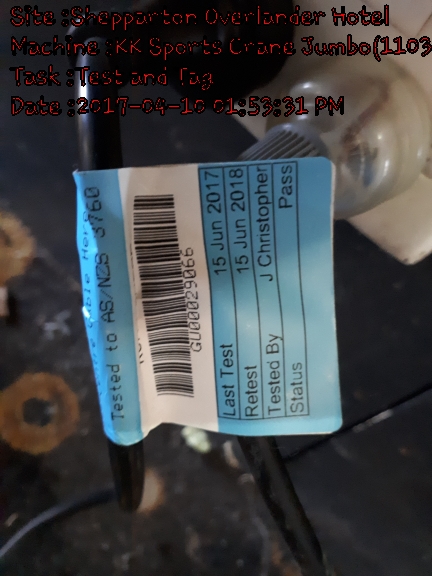 Site :Shepparton Overlander Hotel
Machine :KK Sports Crane Jumbo(1103
Task :Test and Tag
Date :2017-04-10 01:53:31 PM
Tested to AS/NZS 3760
GU00029066
Last Test 15 Jun 2017
Retest 15 Jun 2018
Tested By J Christopher
Status Pass